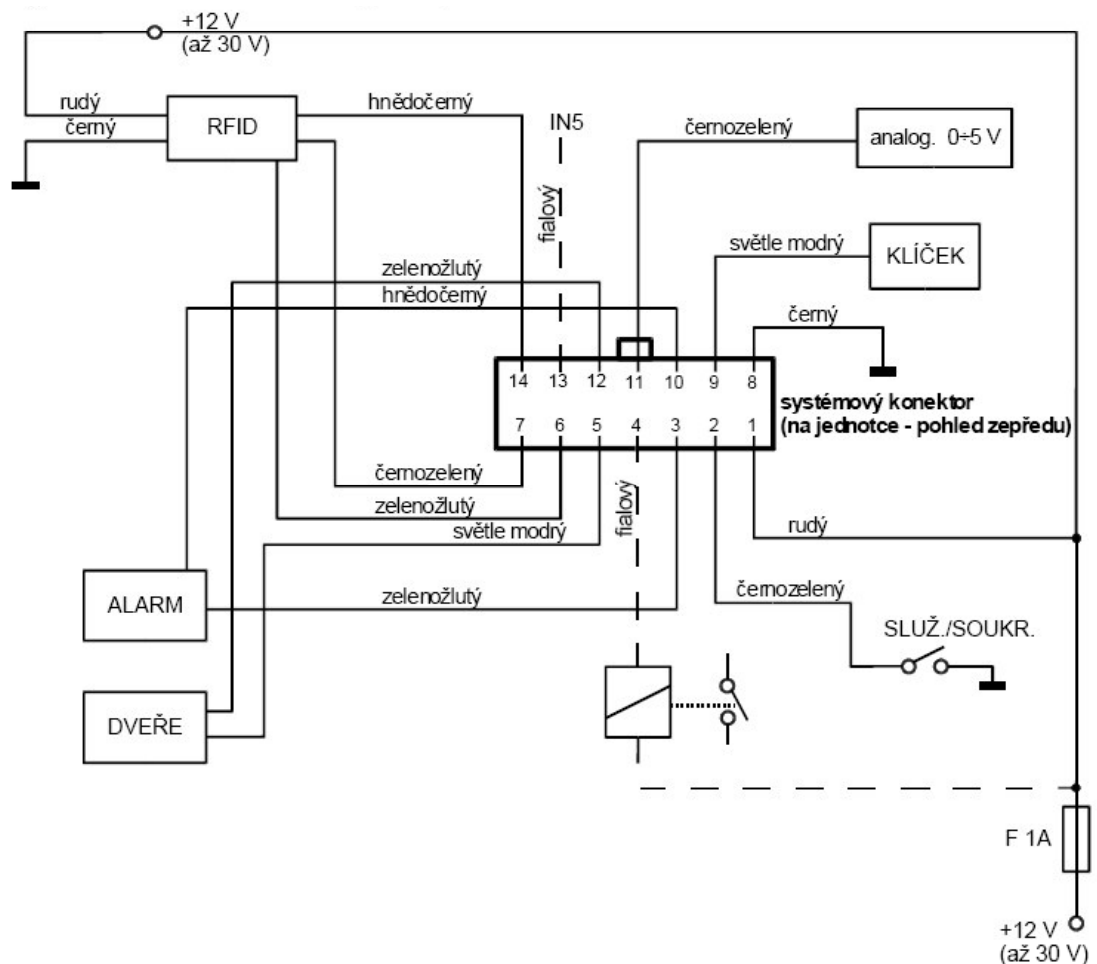 +12 V
(až 30 V)
rudý
hnědočerný
černý
RFID
IN5
černozelený
analog. 0÷5 V
fialový
světle modrý
KLÍČEK
zelenožlutý
hnědočerný
černý
14 13 12 11 10 9 8
systémový konektor
(na jednotce - pohled zepředu)
7 6 5 4 3 2 1
černozelený
zelenožlutý
fialový
světle modrý
rudý
ALARM
zelenožlutý
černozelený
SLUŽ./SOUKR.
DVEŘE
F 1A
+12 V
(až 30 V)